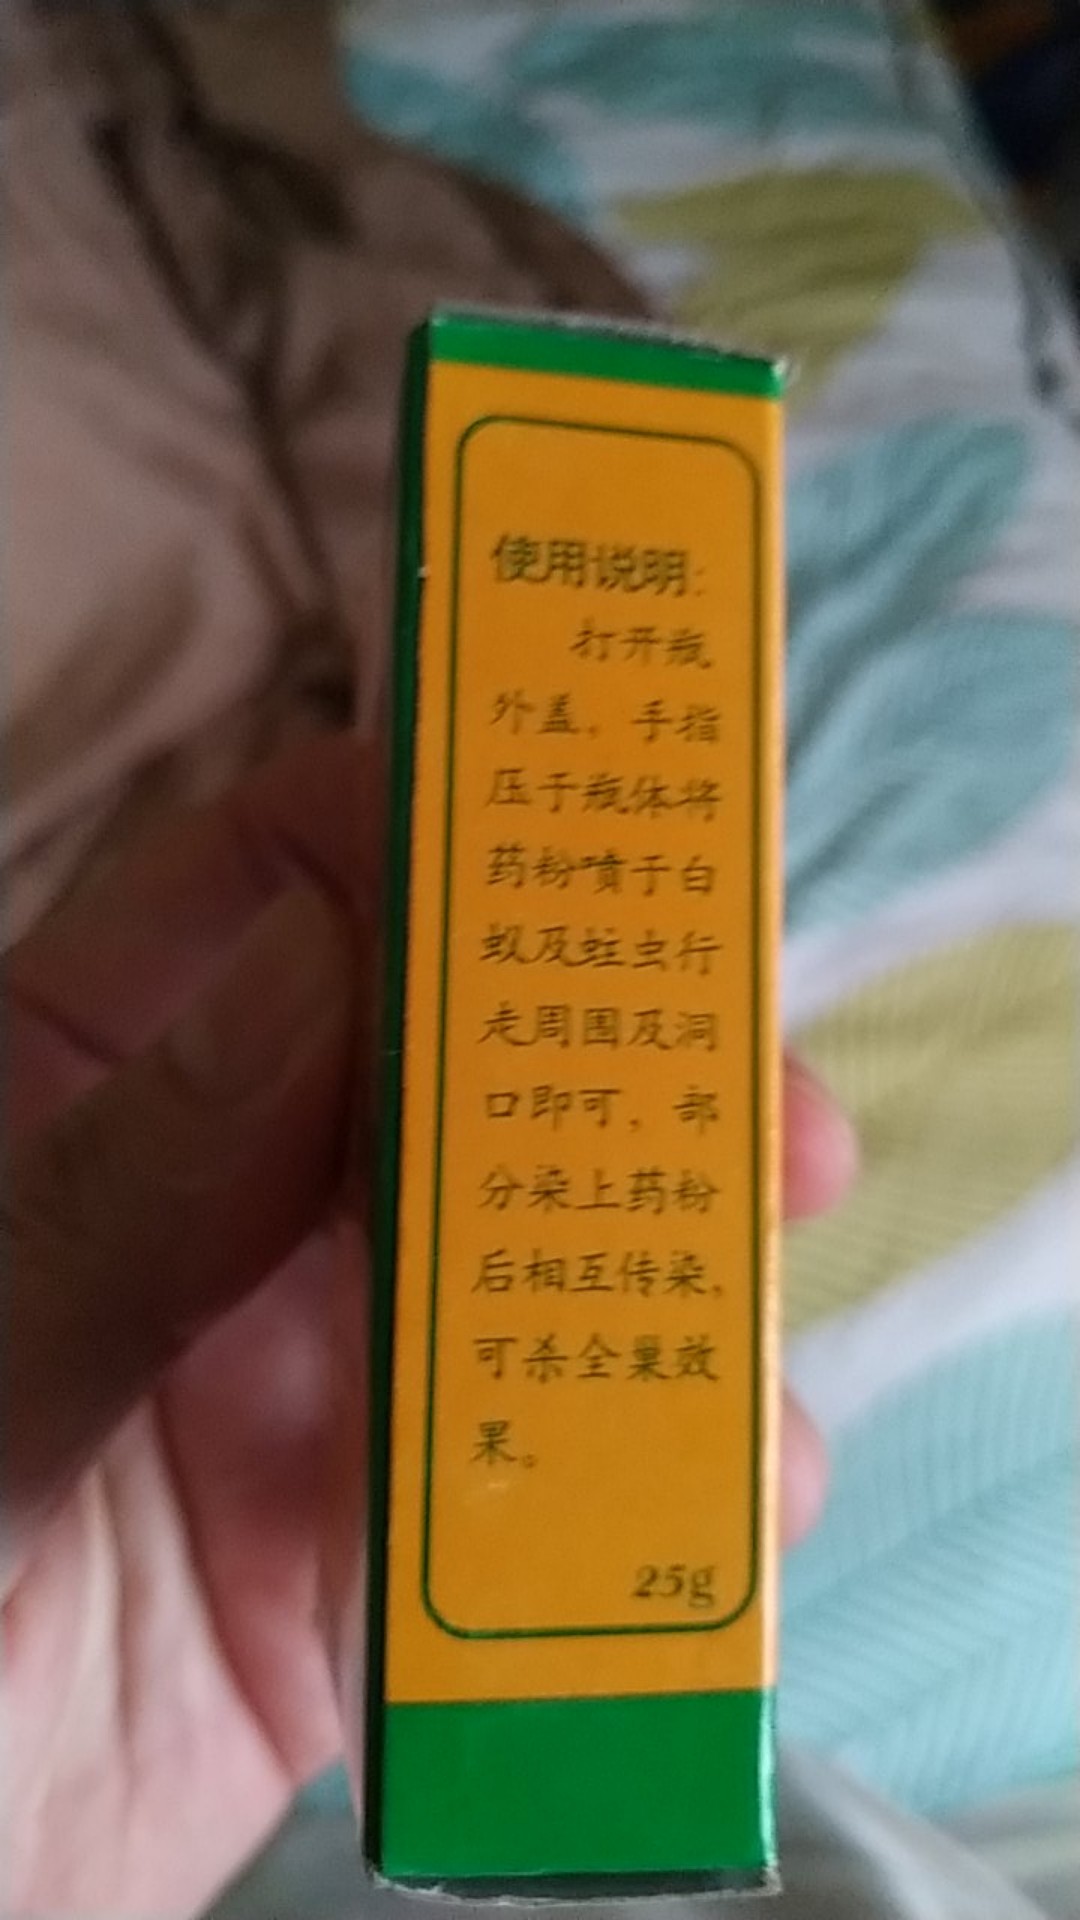 使用说明:
打开瓶
外盖，手指
压于瓶体将
药粉喷于白
蚁及蛀虫行
走周围及洞
口即可，部
分染上药粉
后相互传染，
可杀全巢效
果。
25g